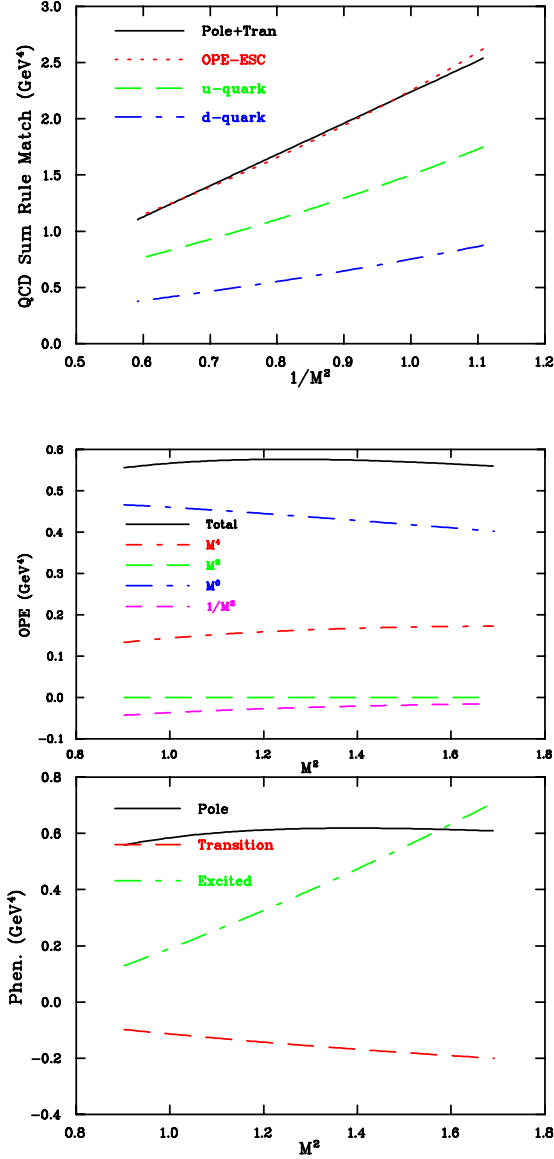 3.0
2.5
2.0
1.5
1.0
0.5
0.0
QCD Sum Rule Match (GeV⁴)
Pole+Tran
OPE-ESC
u-quark
d-quark
0.5 0.6 0.7 0.8 0.9 1.0 1.1 1.2
1/M²
0.6
0.5
0.4
0.3
0.2
0.1
0.0
−0.1
OPE (GeV⁴)
Total
M⁴
M²
M⁰
1/M²
0.8 1.0 1.2 1.4 1.6 1.8
M²
0.8
0.6
0.4
0.2
0.0
−0.2
−0.4
Phen. (GeV⁴)
Pole
Transition
Excited
0.8 1.0 1.2 1.4 1.6 1.8
M²